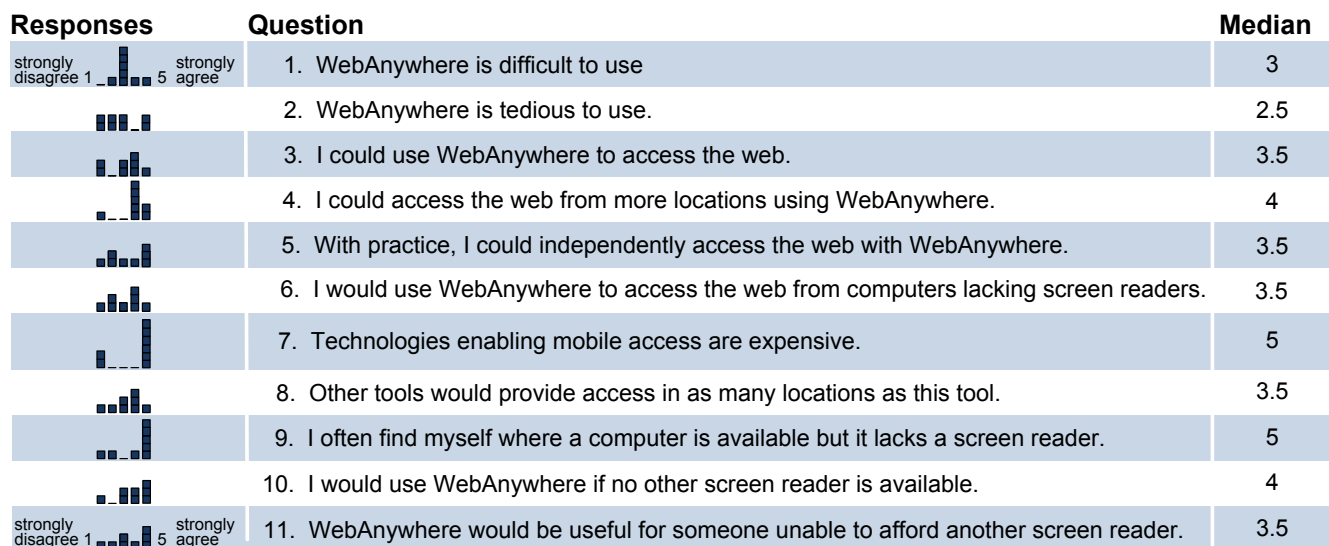 Responses Question Median
strongly disagree 1 5 strongly agree 1. WebAnywhere is difficult to use 3
2. WebAnywhere is tedious to use. 2.5
3. I could use WebAnywhere to access the web. 3.5
4. I could access the web from more locations using WebAnywhere. 4
5. With practice, I could independently access the web with WebAnywhere. 3.5
6. I would use WebAnywhere to access the web from computers lacking screen readers. 3.5
7. Technologies enabling mobile access are expensive. 5
8. Other tools would provide access in as many locations as this tool. 3.5
9. I often find myself where a computer is available but it lacks a screen reader. 5
10. I would use WebAnywhere if no other screen reader is available. 4
strongly disagree 1 5 strongly agree 11. WebAnywhere would be useful for someone unable to afford another screen reader. 3.5